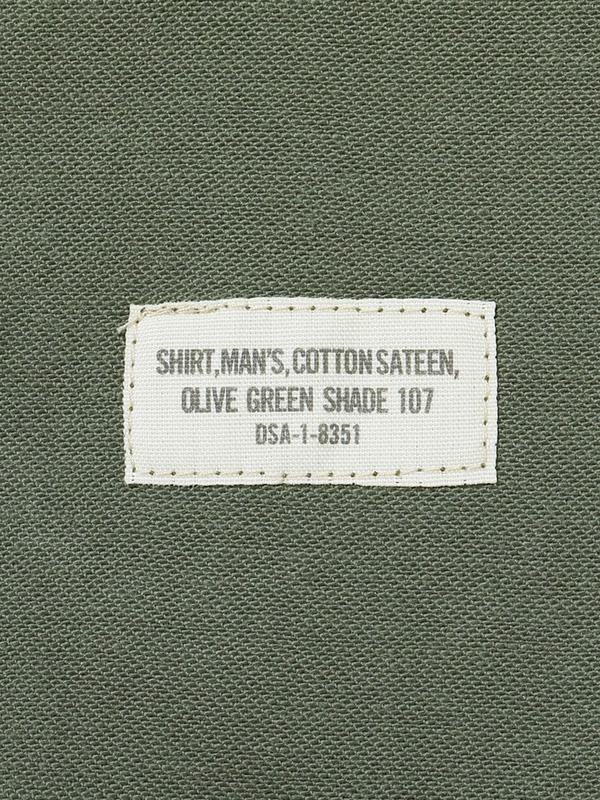 SHIRT,MAN'S,COTTON SATEEN,
OLIVE GREEN SHADE 107
DSA-1-8351